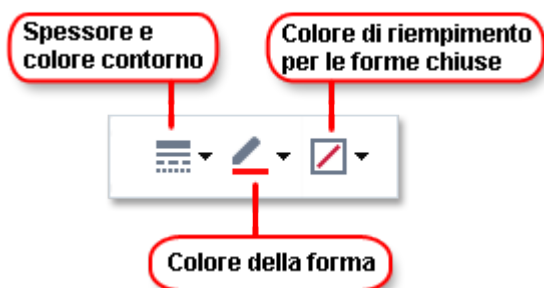 Spessore e
colore contorno
Colore di riempimento
per le forme chiuse
Colore della forma